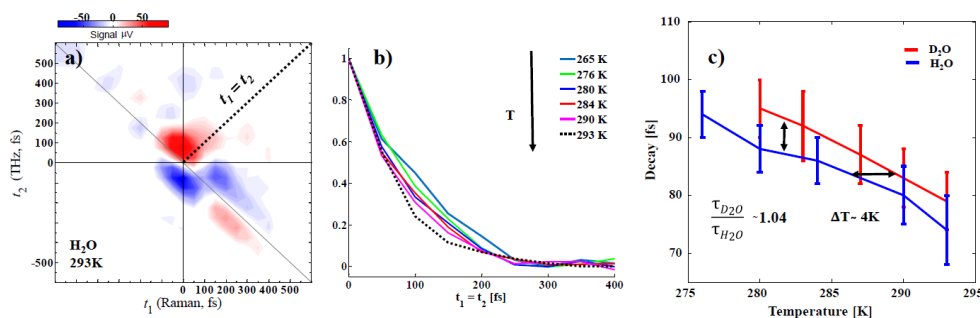 -50 0 50
Signal μV
a)
500
400
300
200
100
0
-500
t2 (THz, fs)
t1 = t2
H2O
293K
-500 0 100 200 300 400 500
t1 (Raman, fs)
b)
265 K
276 K
280 K
284 K
290 K
293 K
T
1
0.8
0.6
0.4
0.2
0
0 100 200 300 400
t1 = t2 [fs]
c)
D2O
H2O
110
100
90
80
70
Decay [fs]
τD2O
τH2O
~1.04
ΔT~ 4K
275 280 285 290 295
Temperature [K]